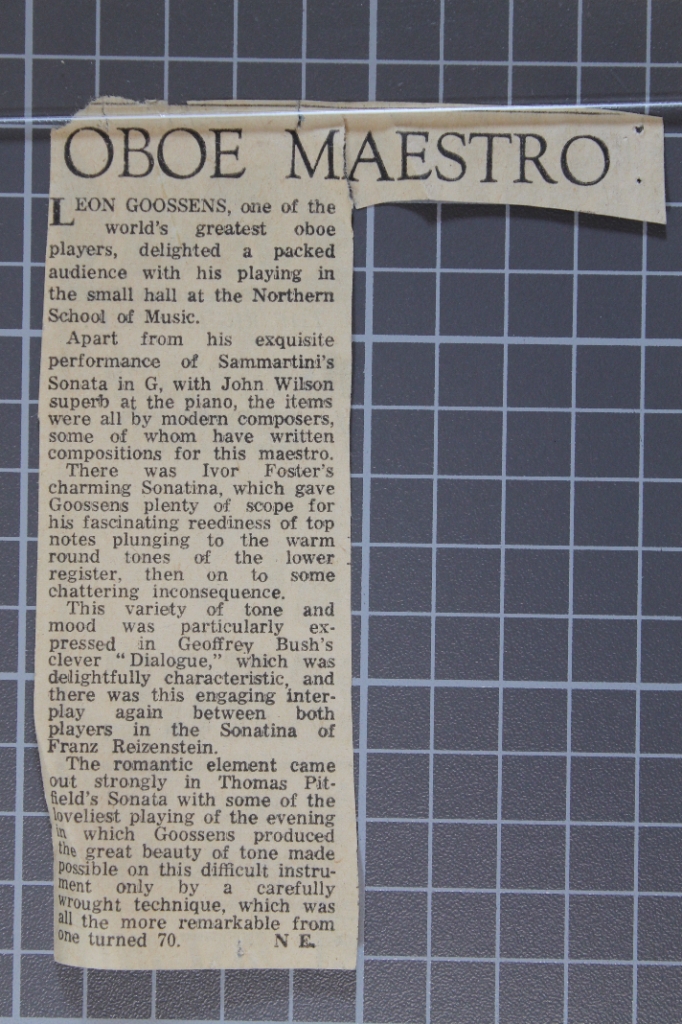 OBOE MAESTRO
LEON GOOSSENS, one of the
world's greatest oboe
players, delighted a packed
audience with his playing in
the small hall at the Northern
School of Music.
Apart from his exquisite
performance of Sammartini's
Sonata in G, with John Wilson
superb at the piano, the items
were all by modern composers,
some of whom have written
compositions for this maestro.
There was Ivor Foster's
charming Sonatina, which gave
Goossens plenty of scope for
his fascinating reediness of top
notes plunging to the warm
round tones of the lower
register, then on to some
chattering inconsequence.
This variety of tone and
mood was particularly ex-
pressed in Geoffrey Bush's
clever "Dialogue," which was
delightfully characteristic, and
there was this engaging inter-
play again between both
players in the Sonatina of
Franz Reizenstein.
The romantic element came
out strongly in Thomas Pit-
field's Sonata with some of the
loveliest playing of the evening
in which Goossens produced
the great beauty of tone made
possible on this difficult instru-
ment only by a carefully
wrought technique, which was
all the more remarkable from
one turned 70. N E.